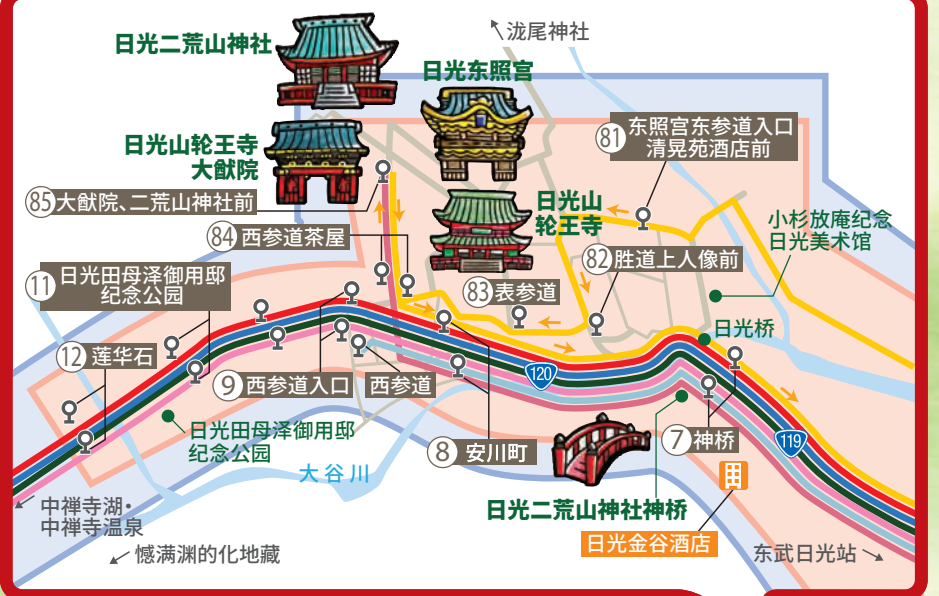 泷尾神社
日光二荒山神社
日光东照宫
日光山轮王寺
大猷院
81 东照宫东参道入口
清晃苑酒店前
85 大猷院、二荒山神社前
日光山
轮王寺
小杉放庵纪念
日光美术馆
84 西参道茶屋
82 胜道上人像前
11 日光田母泽御用邸
纪念公园
83 表参道
日光桥
12 莲华石
9 西参道入口
西参道
120
7 神桥
119
日光田母泽御用邸
纪念公园
8 安川町
大谷川
日光二荒山神社神桥
中禅寺湖·
中禅寺温泉
日光金谷酒店
憾满渊的化地藏
东武日光站